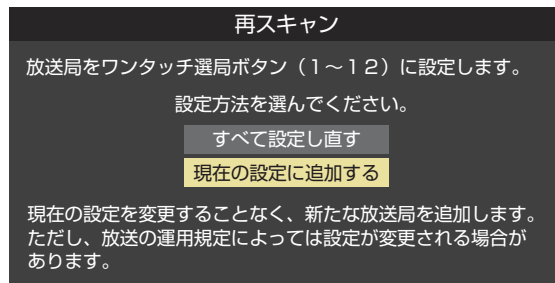 再スキャン
放送局をワンタッチ選局ボタン（１～１２）に設定します。
設定方法を選んでください。
すべて設定し直す
現在の設定に追加する
現在の設定を変更することなく、新たな放送局を追加します。
ただし、放送の運用規定によっては設定が変更される場合が
あります。